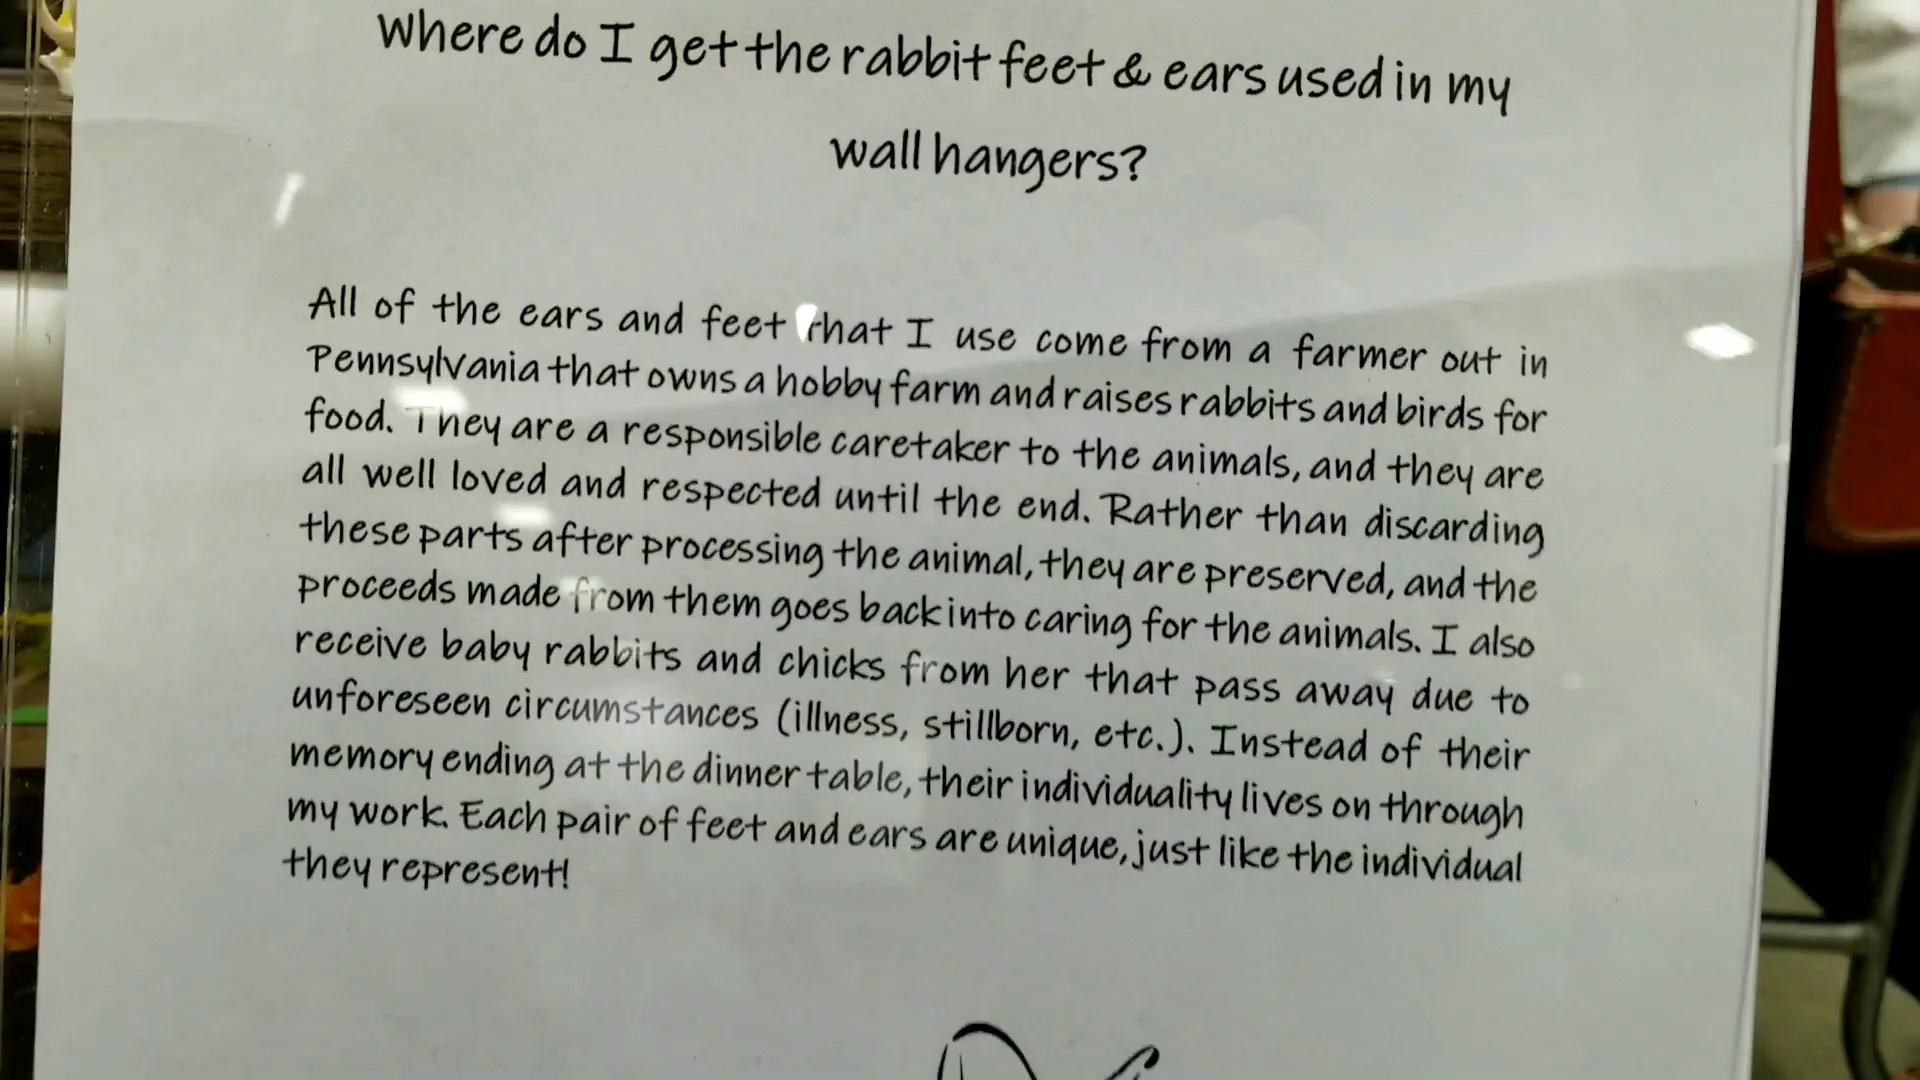 Where do I get the rabbit feet & ears used in my
wall hangers?
All of the ears and feet that I use come from a farmer out in
Pennsylvania that owns a hobby farm and raises rabbits and birds for
food. They are a responsible caretaker to the animals, and they are
all well loved and respected until the end. Rather than discarding
these parts after processing the animal, they are preserved, and the
proceeds made from them goes back into caring for the animals. I also
receive baby rabbits and chicks from her that pass away due to
unforeseen circumstances (illness, stillborn, etc.). Instead of their
memory ending at the dinner table, their individuality lives on through
my work. Each pair of feet and ears are unique, just like the individual
they represent!